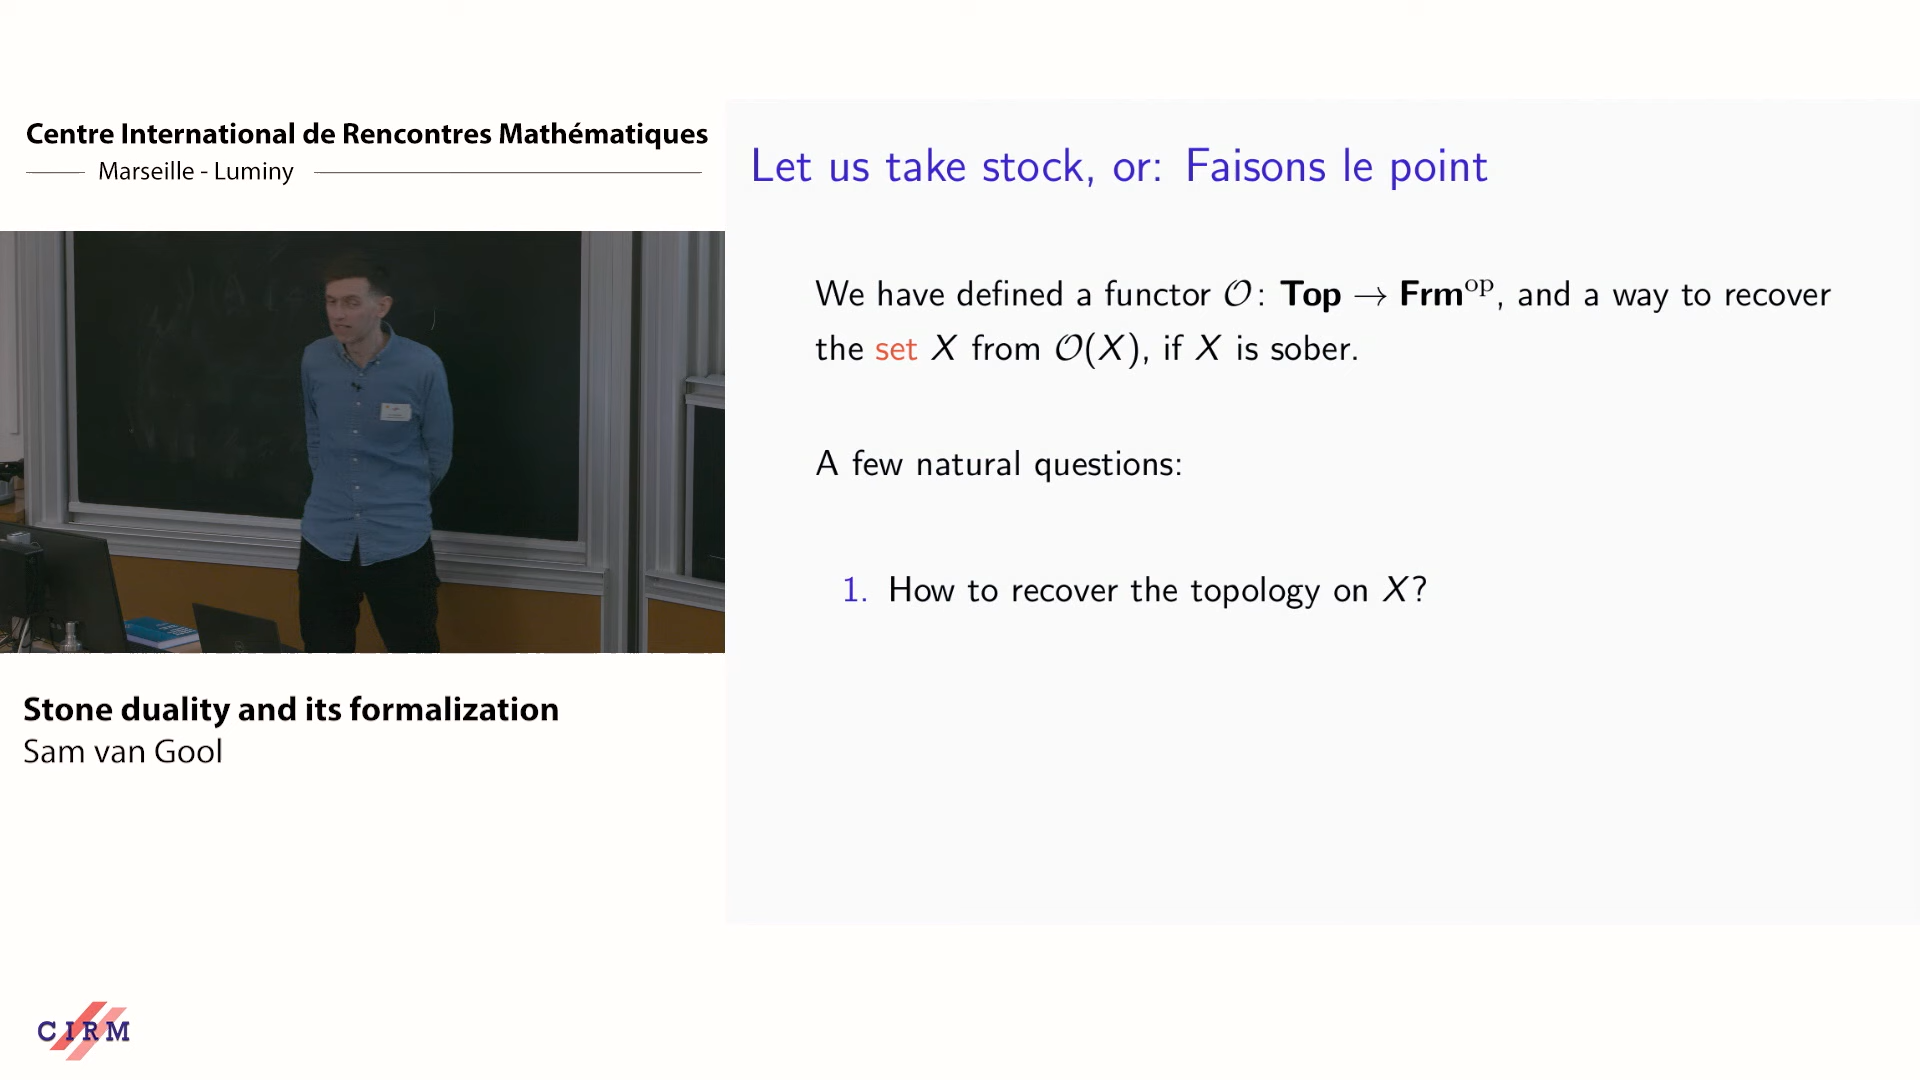 Centre International de Rencontres Mathématiques
Marseille - Luminy
Let us take stock, or: Faisons le point
We have defined a functor 𝒪: Top → Frm^op, and a way to recover
the set X from 𝒪(X), if X is sober.
A few natural questions:
1. How to recover the topology on X?
Stone duality and its formalization
Sam van Gool
CIRM